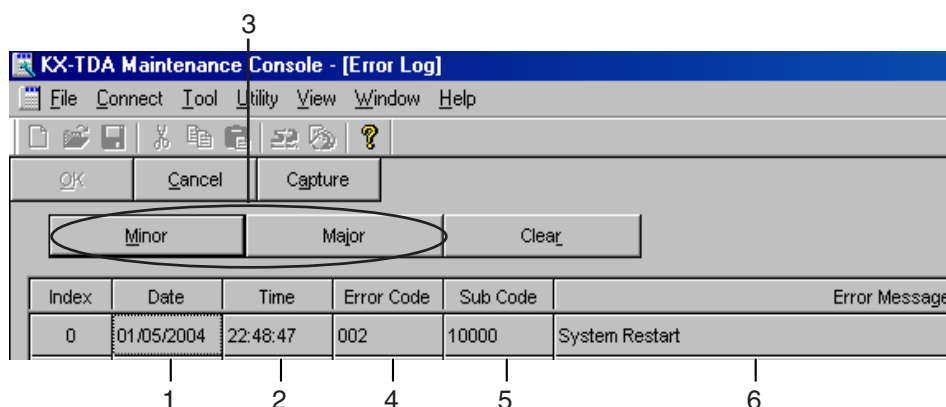 3
KX-TDA Maintenance Console - [Error Log]
File Connect Tool Utility View Window Help
OK Cancel Capture
Minor Major Clear
Index Date Time Error Code Sub Code Error Message
0 01/05/2004 22:48:47 002 10000 System Restart
1 2 4 5 6